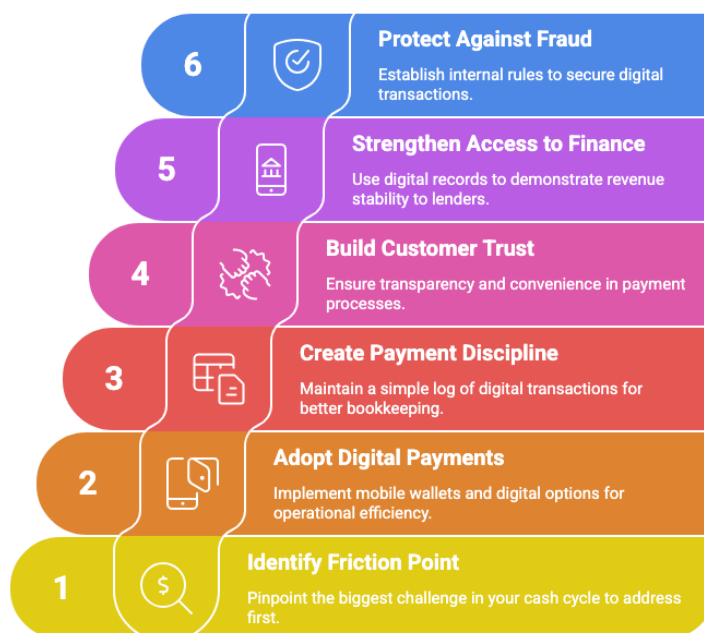 6
Protect Against Fraud
Establish internal rules to secure digital
transactions.
5
Strengthen Access to Finance
Use digital records to demonstrate revenue
stability to lenders.
4
Build Customer Trust
Ensure transparency and convenience in payment
processes.
3
Create Payment Discipline
Maintain a simple log of digital transactions for
better bookkeeping.
2
Adopt Digital Payments
Implement mobile wallets and digital options for
operational efficiency.
1
$
Identify Friction Point
Pinpoint the biggest challenge in your cash cycle to address
first.